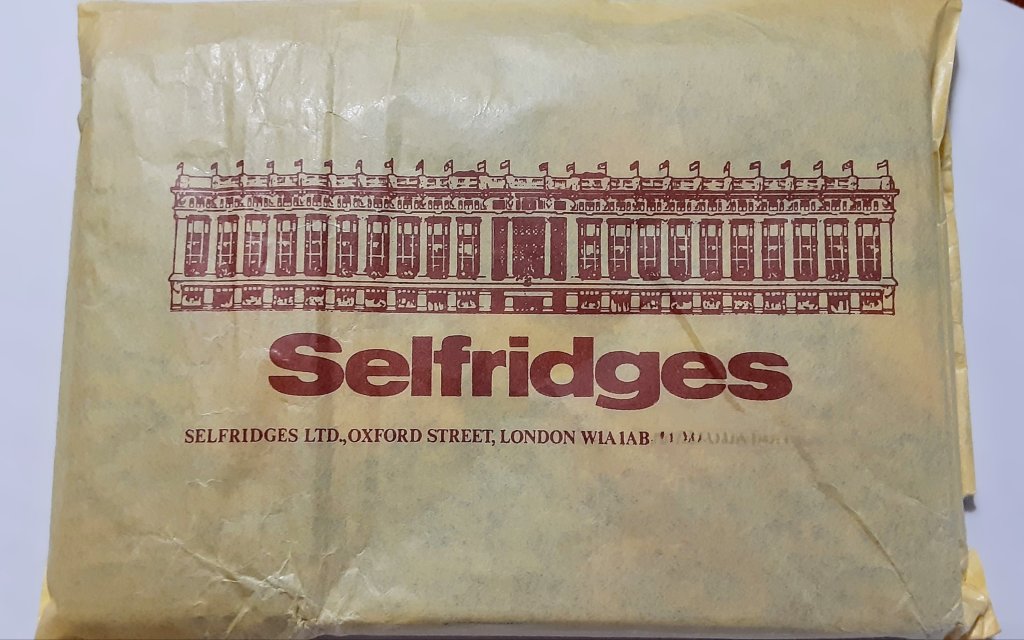 Selfridges
SELFRIDGES LTD., OXFORD STREET, LONDON W1A 1AB